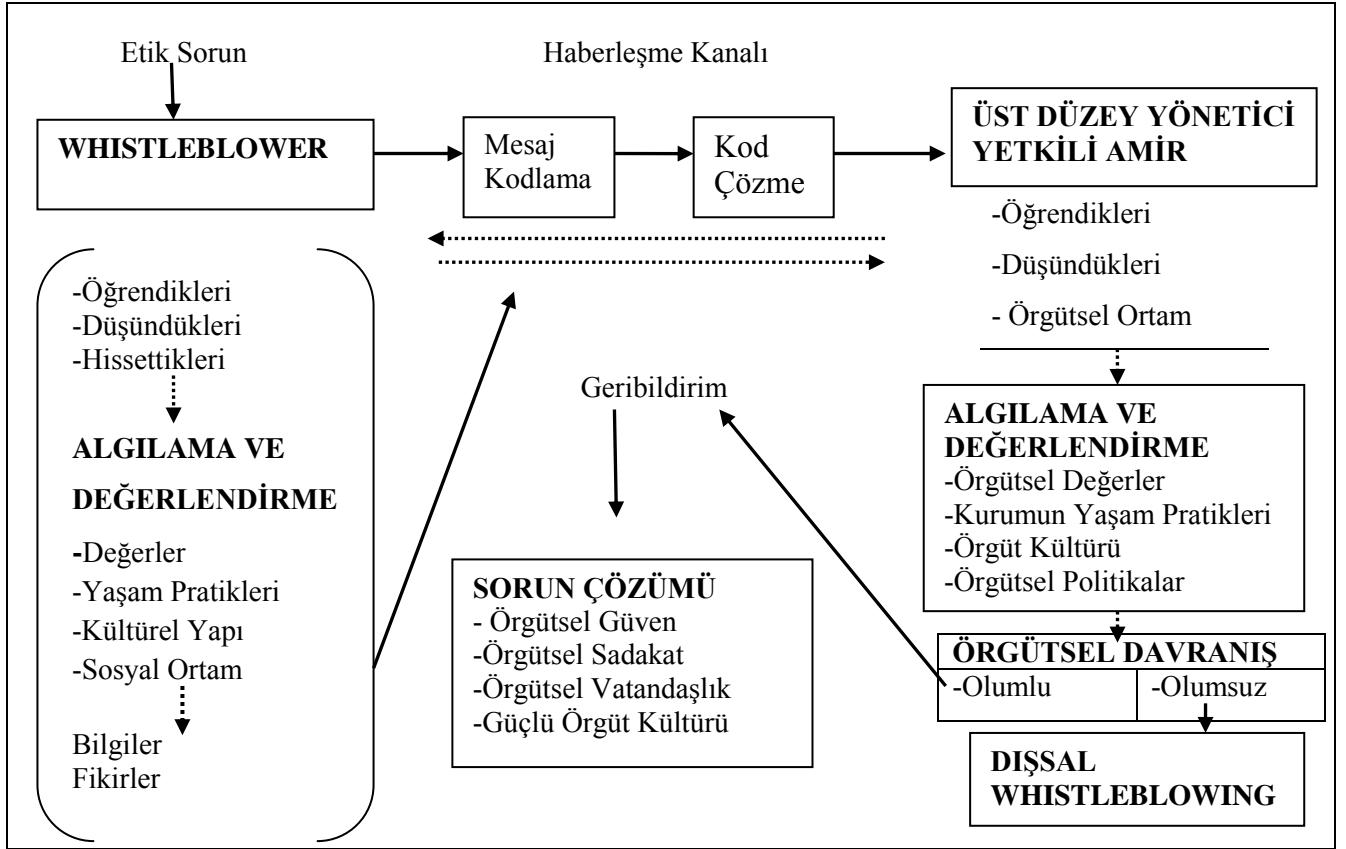 Etik Sorun
Haberleşme Kanalı
WHISTLEBLOWER
Mesaj
Kodlama
Kod
Çözme
ÜST DÜZEY YÖNETİCİ
YETKİLİ AMİR
-Öğrendikleri
-Düşündükleri
- Örgütsel Ortam
-Öğrendikleri
-Düşündükleri
-Hissettikleri
ALGILAMA VE
DEĞERLENDİRME
-Değerler
-Yaşam Pratikleri
-Kültürel Yapı
-Sosyal Ortam
Bilgiler
Fikirler
Geribildirim
SORUN ÇÖZÜMÜ
- Örgütsel Güven
-Örgütsel Sadakat
-Örgütsel Vatandaşlık
-Güçlü Örgüt Kültürü
ALGILAMA VE
DEĞERLENDİRME
-Örgütsel Değerler
-Kurumun Yaşam Pratikleri
-Örgüt Kültürü
-Örgütsel Politikalar
ÖRGÜTSEL DAVRANIŞ
-Olumlu
-Olumsuz
DIŞSAL
WHISTLEBLOWING